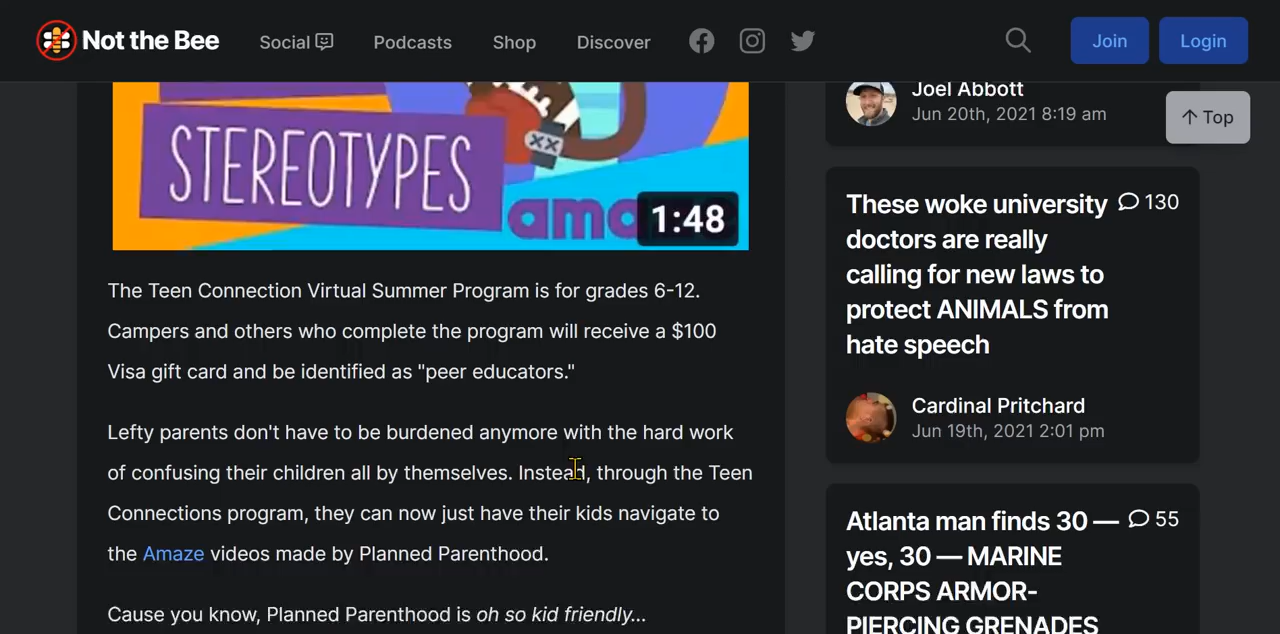 Not the Bee
Social
Podcasts
Shop
Discover
Join
Login
STEREOTYPES
1:48
The Teen Connection Virtual Summer Program is for grades 6-12.
Campers and others who complete the program will receive a $100
Visa gift card and be identified as "peer educators."
Lefty parents don't have to be burdened anymore with the hard work
of confusing their children all by themselves. Instead, through the Teen
Connections program, they can now just have their kids navigate to
the Amaze videos made by Planned Parenthood.
Cause you know, Planned Parenthood is oh so kid friendly...
Joel Abbott
Jun 20th, 2021 8:19 am
↑ Top
These woke university
130
doctors are really
calling for new laws to
protect ANIMALS from
hate speech
Cardinal Pritchard
Jun 19th, 2021 2:01 pm
Atlanta man finds 30 —
55
yes, 30 — MARINE
CORPS ARMOR-
PIERCING GRENADES